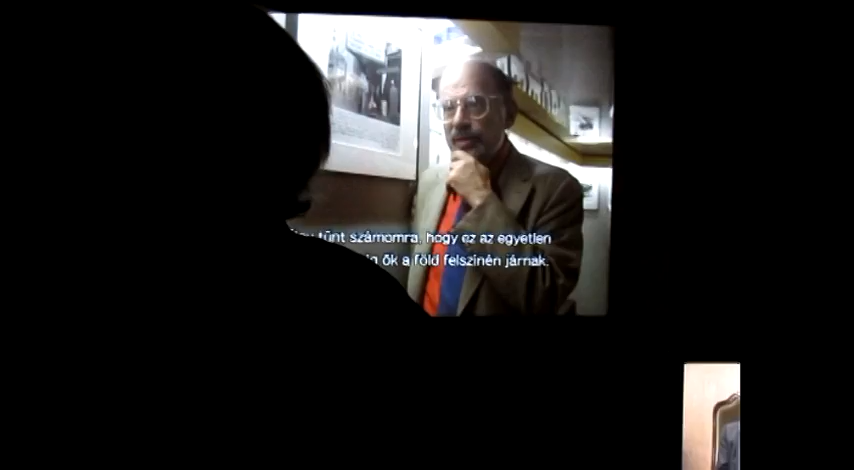 tűnt számomra, hogy ez az egyetlen
ők a föld felszínén járnak.